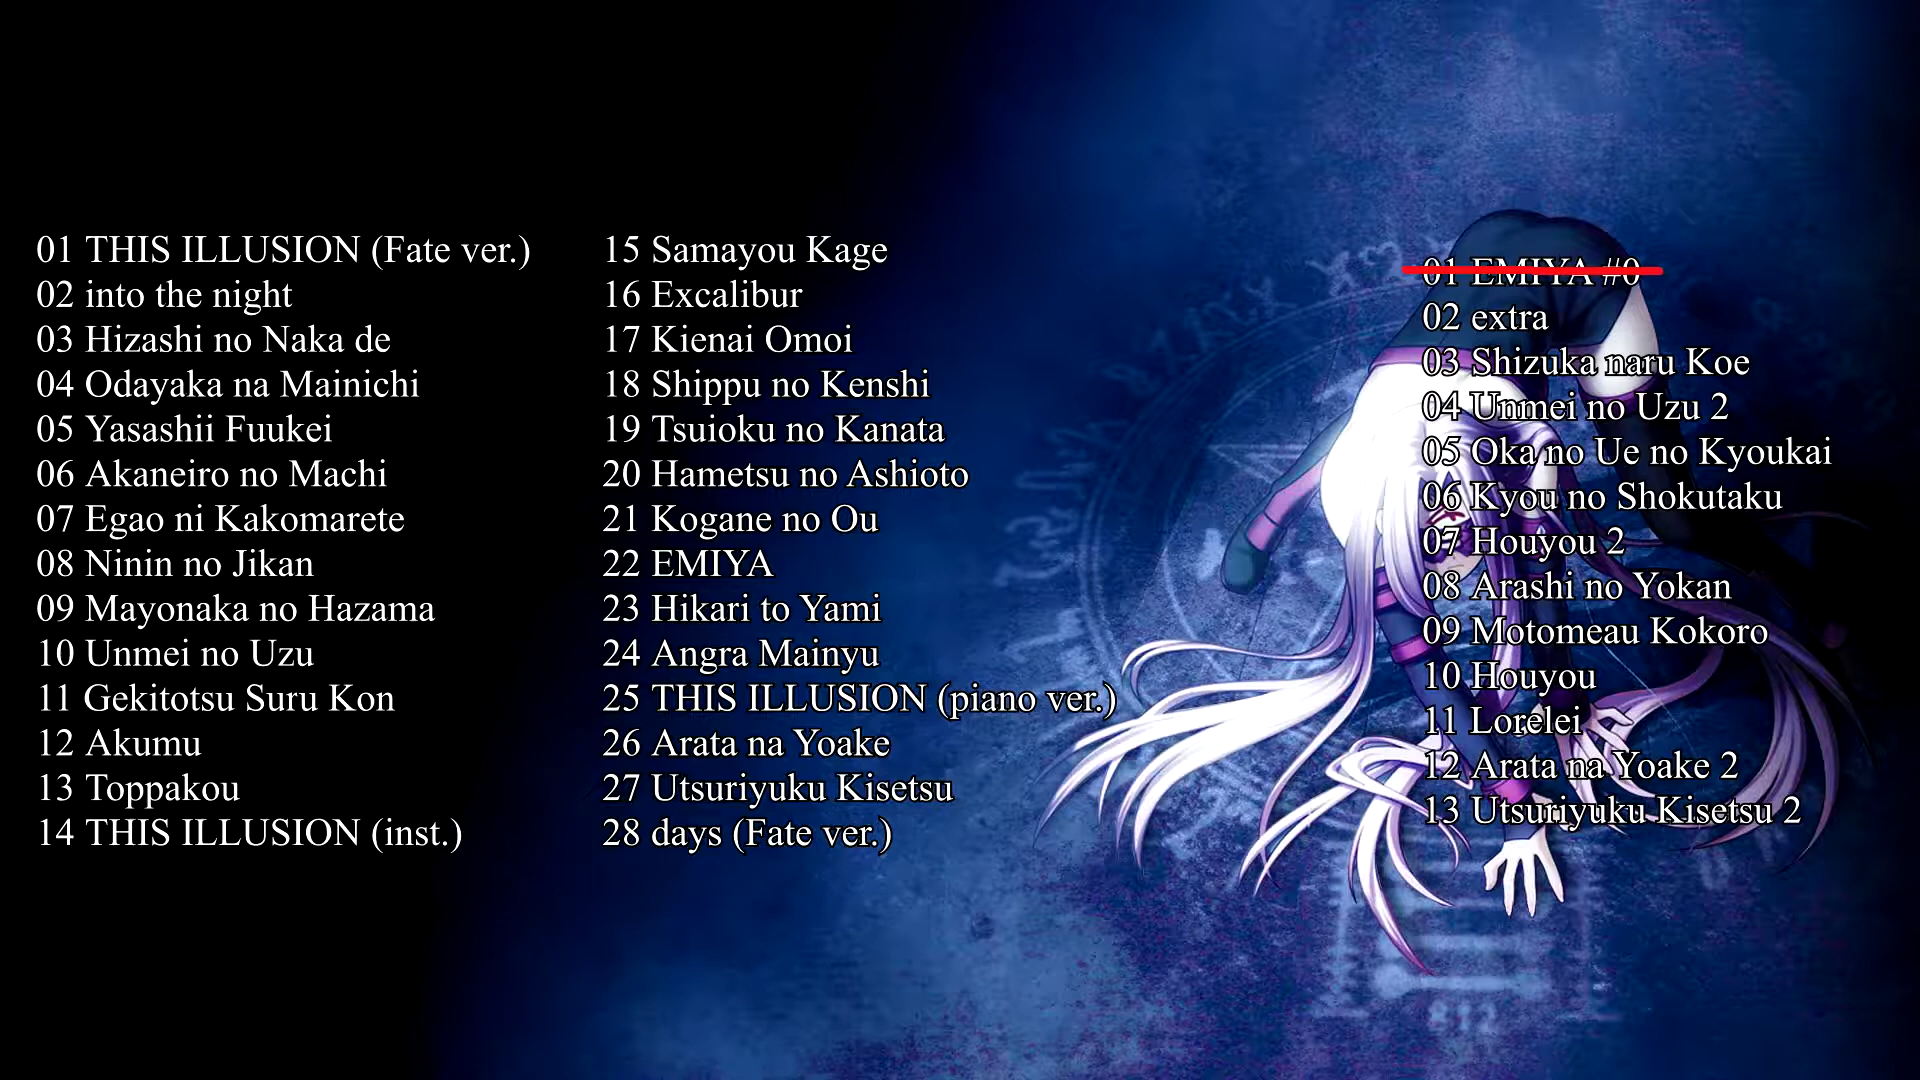 01 THIS ILLUSION (Fate ver.)
02 into the night
03 Hizashi no Naka de
04 Odayaka na Mainichi
05 Yasashii Fuukei
06 Akaneiro no Machi
07 Egao ni Kakomarete
08 Ninin no Jikan
09 Mayonaka no Hazama
10 Unmei no Uzu
11 Gekitotsu Suru Kon
12 Akumu
13 Toppakou
14 THIS ILLUSION (inst.)
15 Samayou Kage
16 Excalibur
17 Kienai Omoi
18 Shippu no Kenshi
19 Tsuioku no Kanata
20 Hametsu no Ashioto
21 Kogane no Ou
22 EMIYA
23 Hikari to Yami
24 Angra Mainyu
25 THIS ILLUSION (piano ver.)
26 Arata na Yoake
27 Utsuriyuku Kisetsu
28 days (Fate ver.)
01 EMIYA #0
02 extra
03 Shizuka naru Koe
04 Unmei no Uzu 2
05 Oka no Ue no Kyoukai
06 Kyou no Shokutaku
07 Houyou 2
08 Arashi no Yokan
09 Motomeau Kokoro
10 Houyou
11 Lorelei
12 Arata na Yoake 2
13 Utsuriyuku Kisetsu 2
812